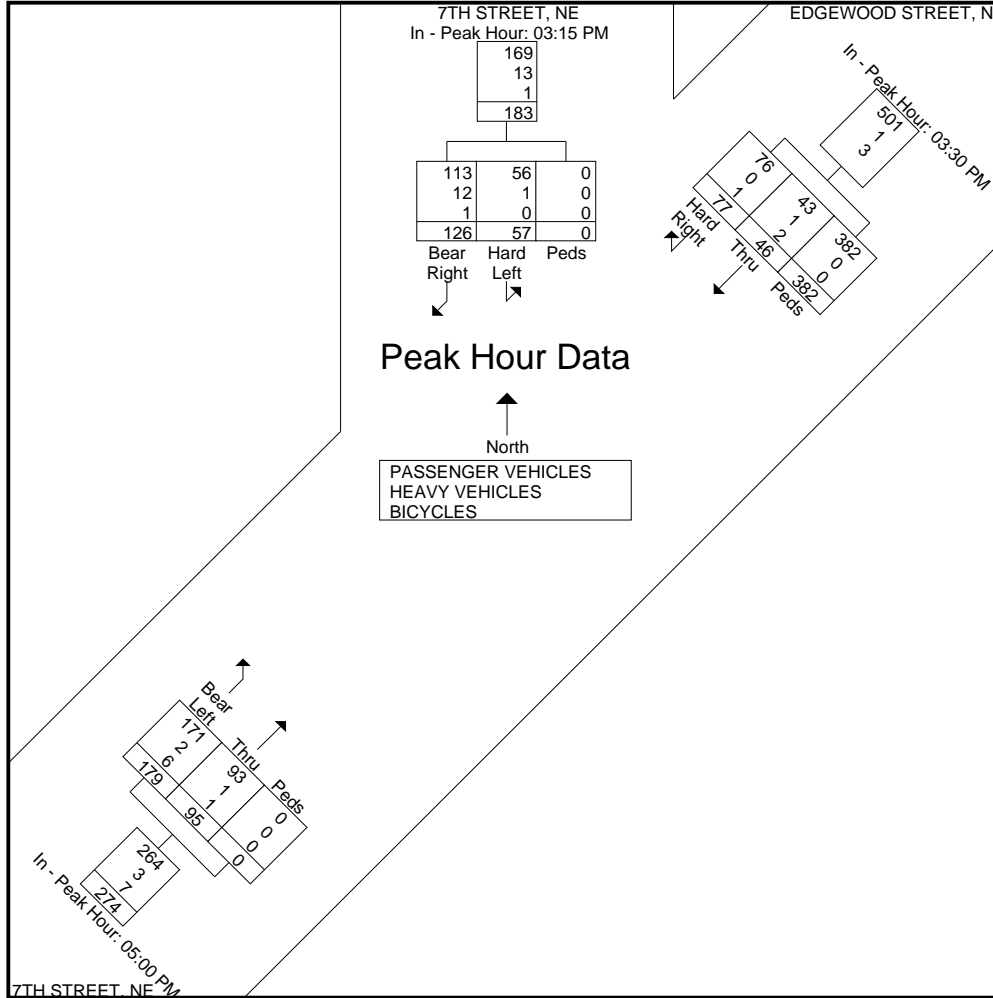 7TH STREET, NE
In - Peak Hour: 03:15 PM
169
13
1
183
113 56 0
12 1 0
1 0 0
126 57 0
Bear Right
Hard Left
Peds
EDGEWOOD STREET, N
In - Peak Hour: 03:30 PM
501
1
3
76 43 382
0 1 0
1 2 0
77 46 382
Hard Right
Thru
Peds
Peak Hour Data
North
PASSENGER VEHICLES
HEAVY VEHICLES
BICYCLES
Bear Left
Thru
Peds
171 93 0
2 1 0
6 1 0
179 95 0
264
3
7
274
In - Peak Hour: 05:00 PM
7TH STREET, NE